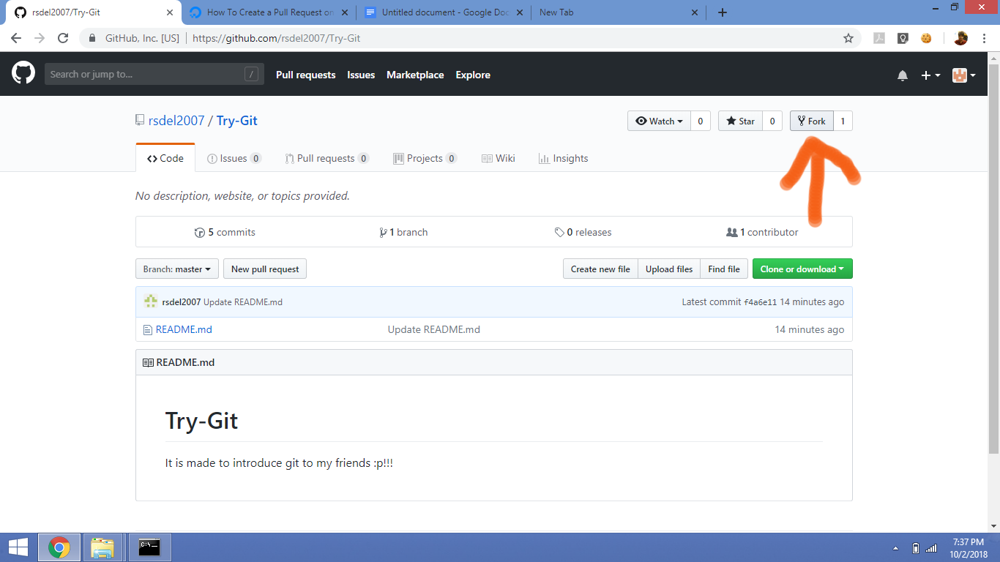 rsdel2007/Try-Git
How To Create a Pull Request on
Untitled document - Google Doc
New Tab
GitHub, Inc. [US]
https://github.com/rsdel2007/Try-Git
Search or jump to...
/
Pull requests
Issues
Marketplace
Explore
rsdel2007 / Try-Git
Watch
0
Star
0
Fork
1
Code
Issues 0
Pull requests 0
Projects 0
Wiki
Insights
No description, website, or topics provided.
5 commits
1 branch
0 releases
1 contributor
Branch: master
New pull request
Create new file
Upload files
Find file
Clone or download
rsdel2007 Update README.md
Latest commit f4a6e11 14 minutes ago
README.md
Update README.md
14 minutes ago
README.md
Try-Git
It is made to introduce git to my friends :p!!!
C:\._
7:37 PM
10/2/2018